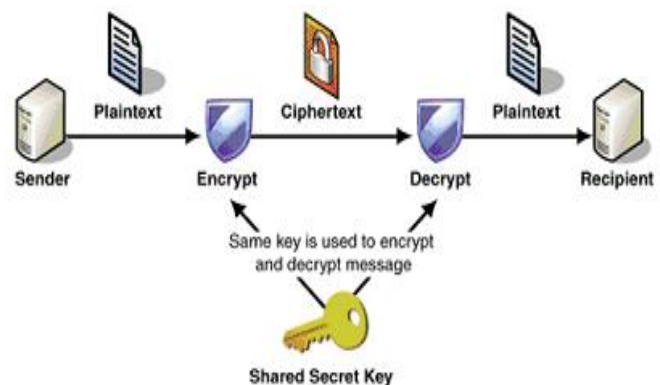 Plaintext
Ciphertext
Plaintext
Sender
Encrypt
Decrypt
Recipient
Same key is used to encrypt
and decrypt message
Shared Secret Key